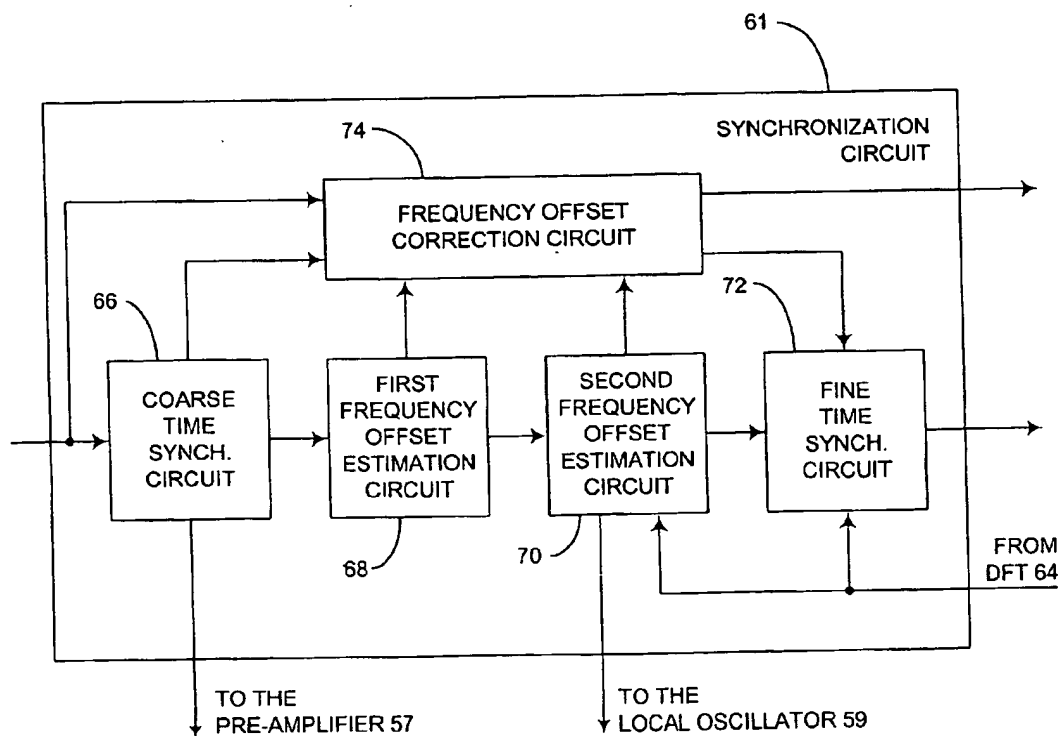 61
SYNCHRONIZATION
CIRCUIT
74
FREQUENCY OFFSET
CORRECTION CIRCUIT
66
COARSE
TIME
SYNCH.
CIRCUIT
FIRST
FREQUENCY
OFFSET
ESTIMATION
CIRCUIT
68
SECOND
FREQUENCY
OFFSET
ESTIMATION
CIRCUIT
70
72
FINE
TIME
SYNCH.
CIRCUIT
FROM
DFT 64
TO THE
PRE-AMPLIFIER 57
TO THE
LOCAL OSCILLATOR 59